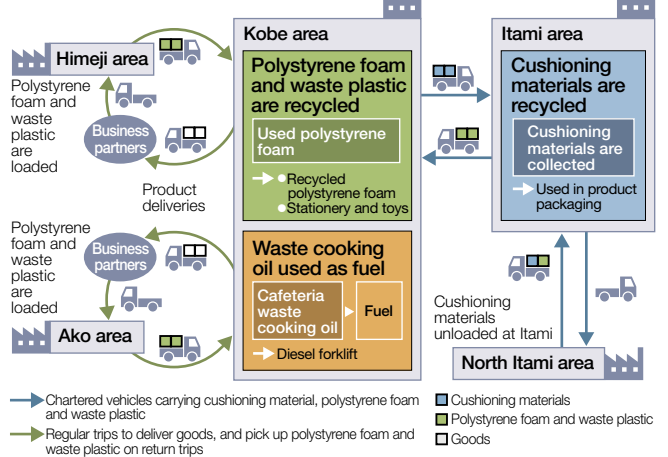 Himeji area
Polystyrene
foam and
waste
plastic
are
loaded
Business
partners
Product
deliveries
Polystyrene
foam and
waste
plastic
are
loaded
Business
partners
Ako area
Kobe area
Polystyrene foam
and waste plastic
are recycled
Used polystyrene
foam
Recycled
polystyrene foam
Stationery and toys
Waste cooking
oil used as fuel
Cafeteria
waste
cooking oil
Fuel
Diesel forklift
Itami area
Cushioning
materials are
recycled
Cushioning
materials are
collected
Used in product
packaging
Cushioning
materials
unloaded at Itami
North Itami area
Chartered vehicles carrying cushioning material, polystyrene foam
and waste plastic
Regular trips to deliver goods, and pick up polystyrene foam and
waste plastic on return trips
Cushioning materials
Polystyrene foam and waste plastic
Goods